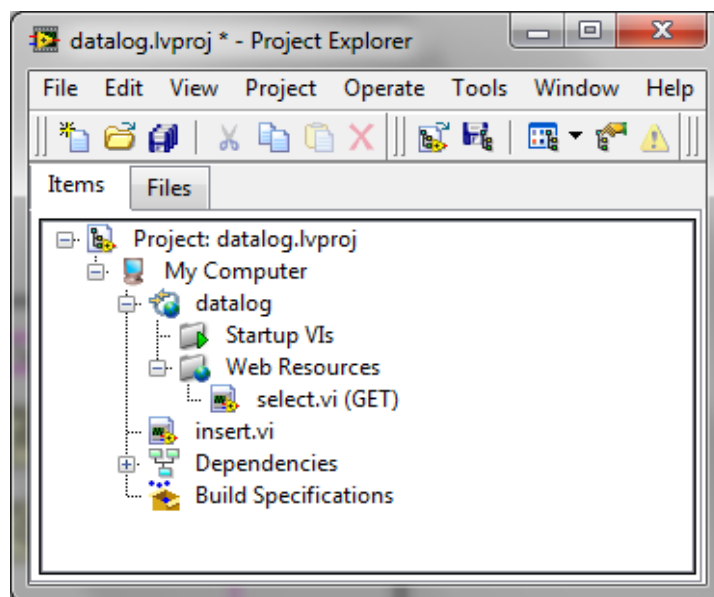 datalog.lvproj * - Project Explorer
File Edit View Project Operate Tools Window Help
Items Files
Project: datalog.lvproj
My Computer
datalog
Startup VIs
Web Resources
select.vi (GET)
insert.vi
Dependencies
Build Specifications